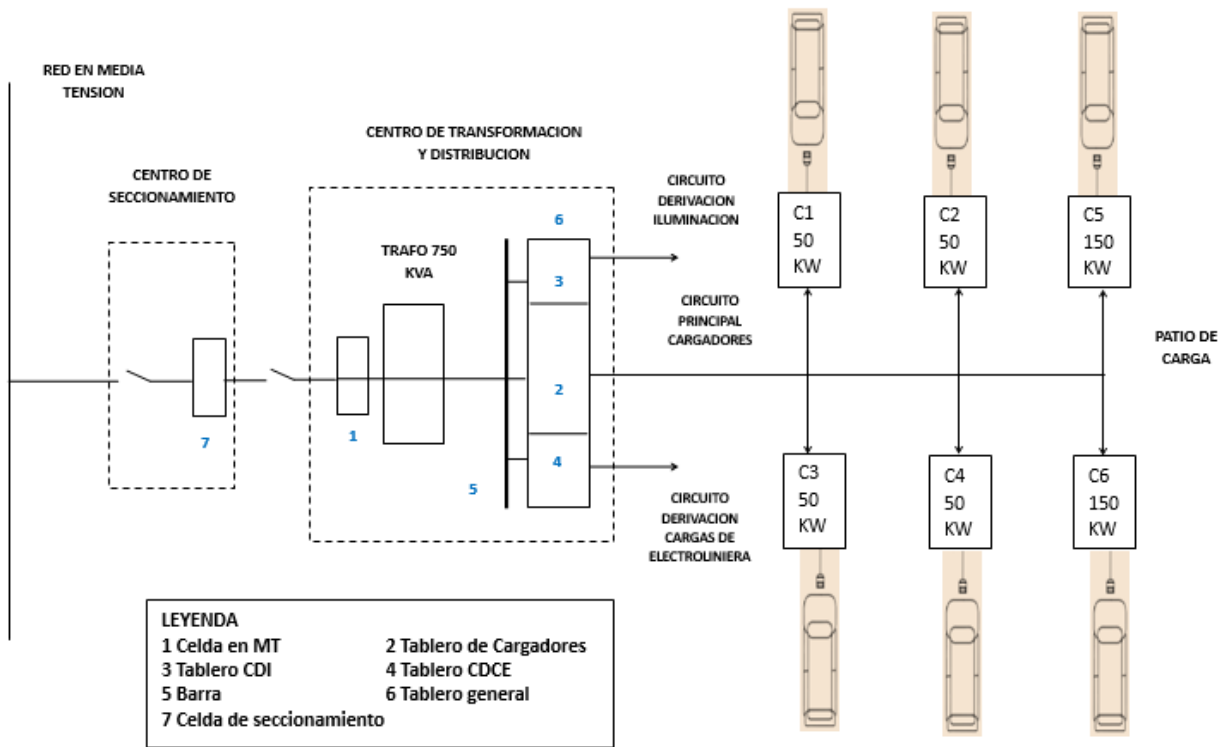 RED EN MEDIA
TENSION
CENTRO DE
SECCIONAMIENTO
7
CENTRO DE TRANSFORMACION
Y DISTRIBUCION
TRAFO 750
KVA
1
5
6
3
2
4
CIRCUITO
DERIVACION
ILUMINACION
CIRCUITO
PRINCIPAL
CARGADORES
CIRCUITO
DERIVACION
CARGAS DE
ELECTROLINIERA
C1
50
KW
C2
50
KW
C5
150
KW
PATIO DE
CARGA
C3
50
KW
C4
50
KW
C6
150
KW
LEYENDA
1 Celda en MT 2 Tablero de Cargadores
3 Tablero CDI 4 Tablero CDCE
5 Barra 6 Tablero general
7 Celda de seccionamiento